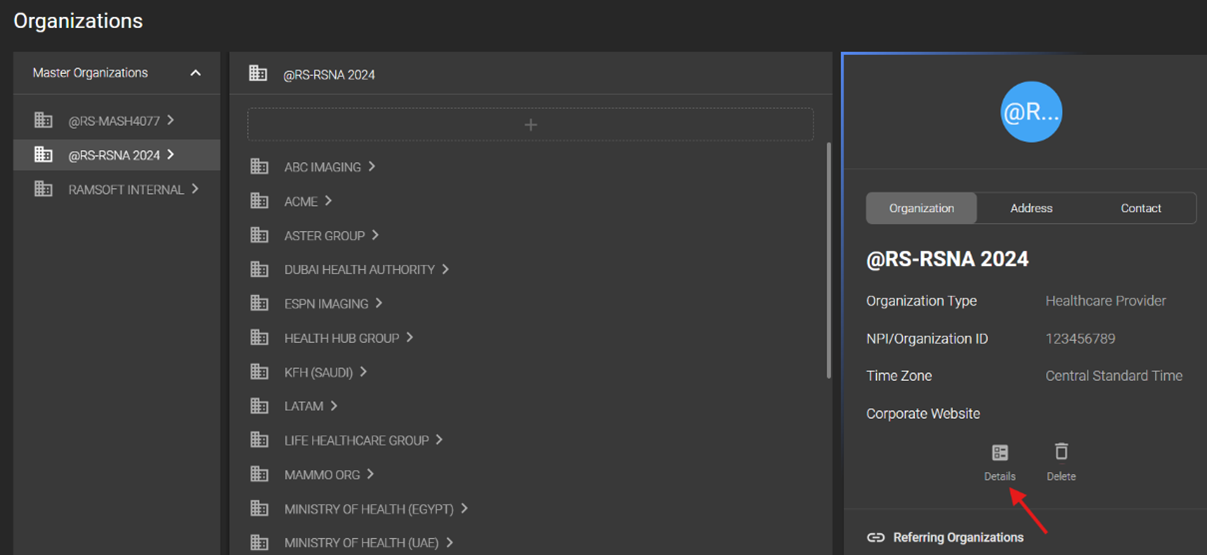 Organizations
Master Organizations
@RS-MASH4077
@RS-RSNA 2024
RAMSOFT INTERNAL
@RS-RSNA 2024
+
ABC IMAGING
ACME
ASTER GROUP
DUBAI HEALTH AUTHORITY
ESPN IMAGING
HEALTH HUB GROUP
KFH (SAUDI)
LATAM
LIFE HEALTHCARE GROUP
MAMMO ORG
MINISTRY OF HEALTH (EGYPT)
MINISTRY OF HEALTH (UAE)
@R...
Organization Address Contact
@RS-RSNA 2024
Organization Type Healthcare Provider
NPI/Organization ID 123456789
Time Zone Central Standard Time
Corporate Website
Details Delete
Referring Organizations